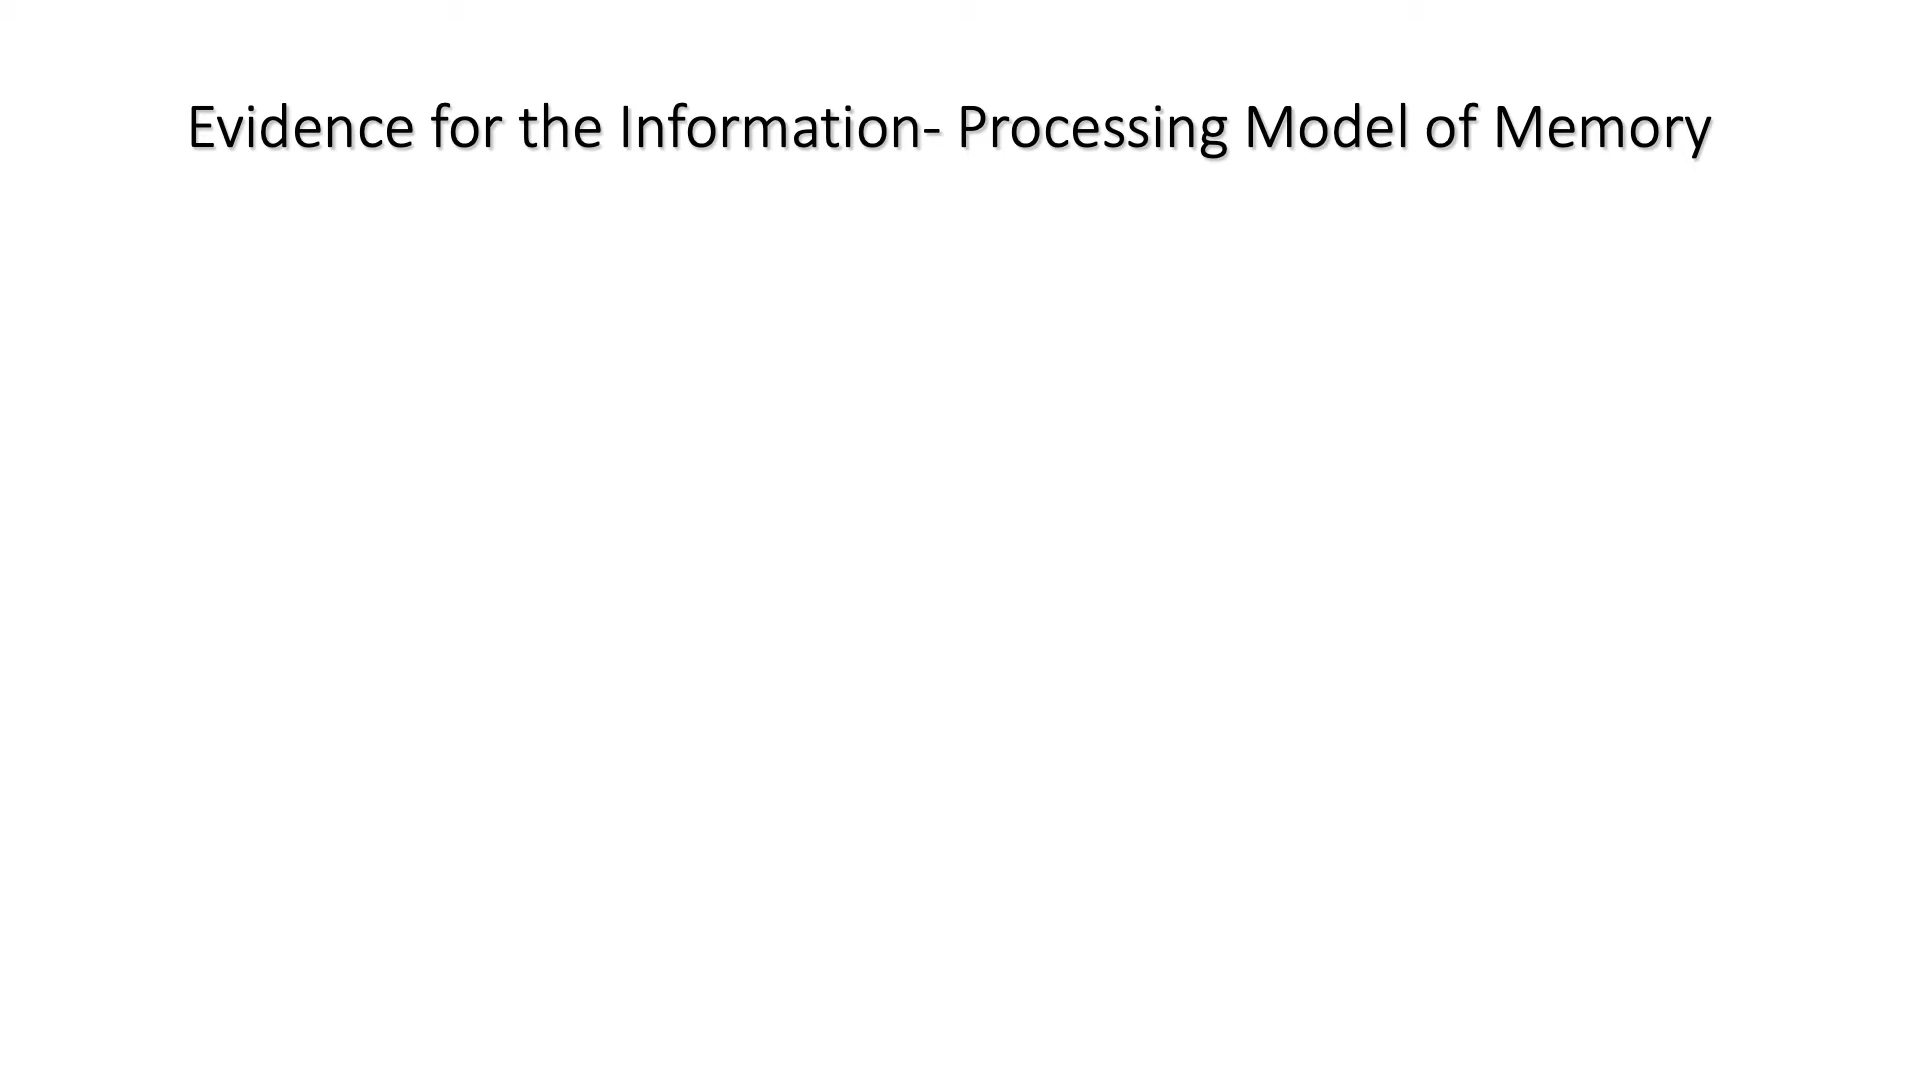 Evidence for the Information- Processing Model of Memory